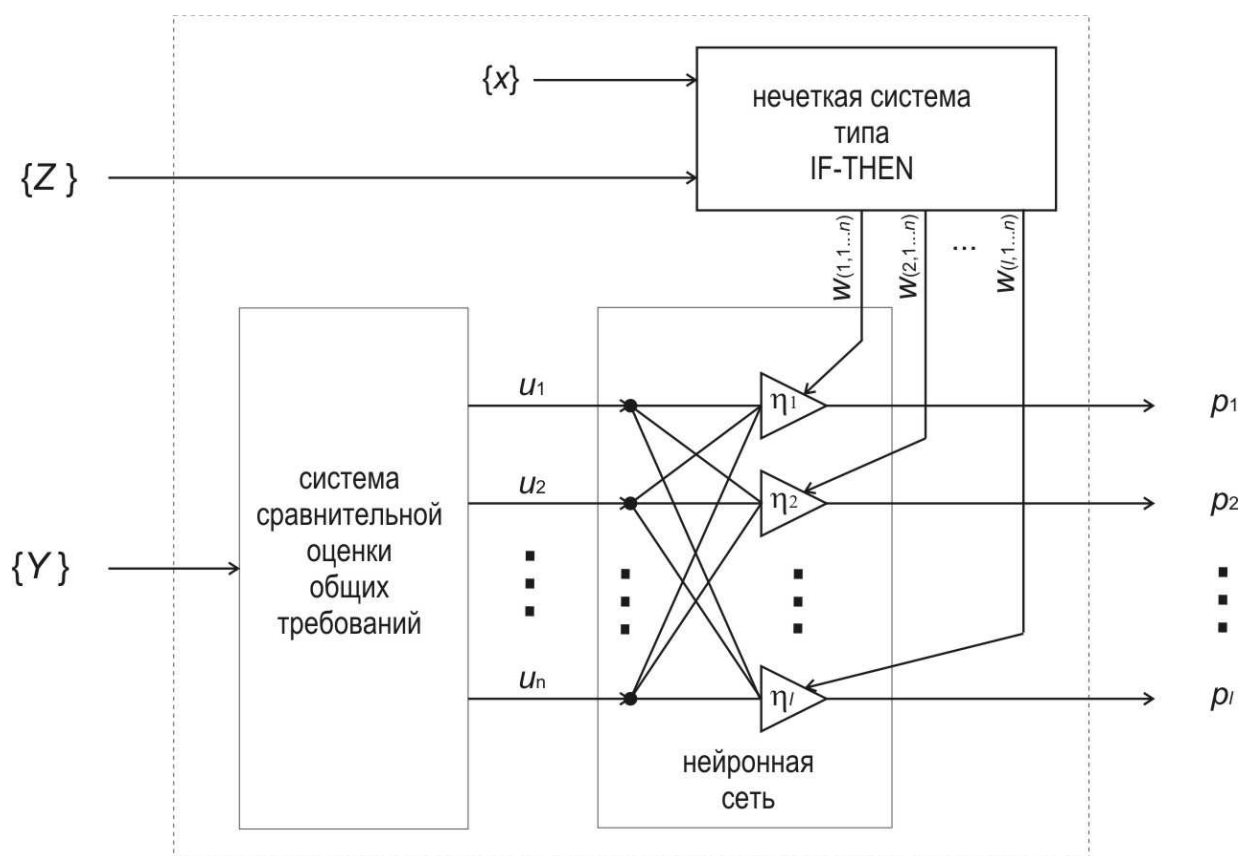 {x}
нечеткая система
типа
IF-THEN
{Z}
w(1,1...n)
w(2,1...n)
...
w(l,1...n)
u1
η1
p1
система
сравнительной
оценки
общих
требований
u2
η2
p2
{Y}
un
ηl
pl
нейронная
сеть